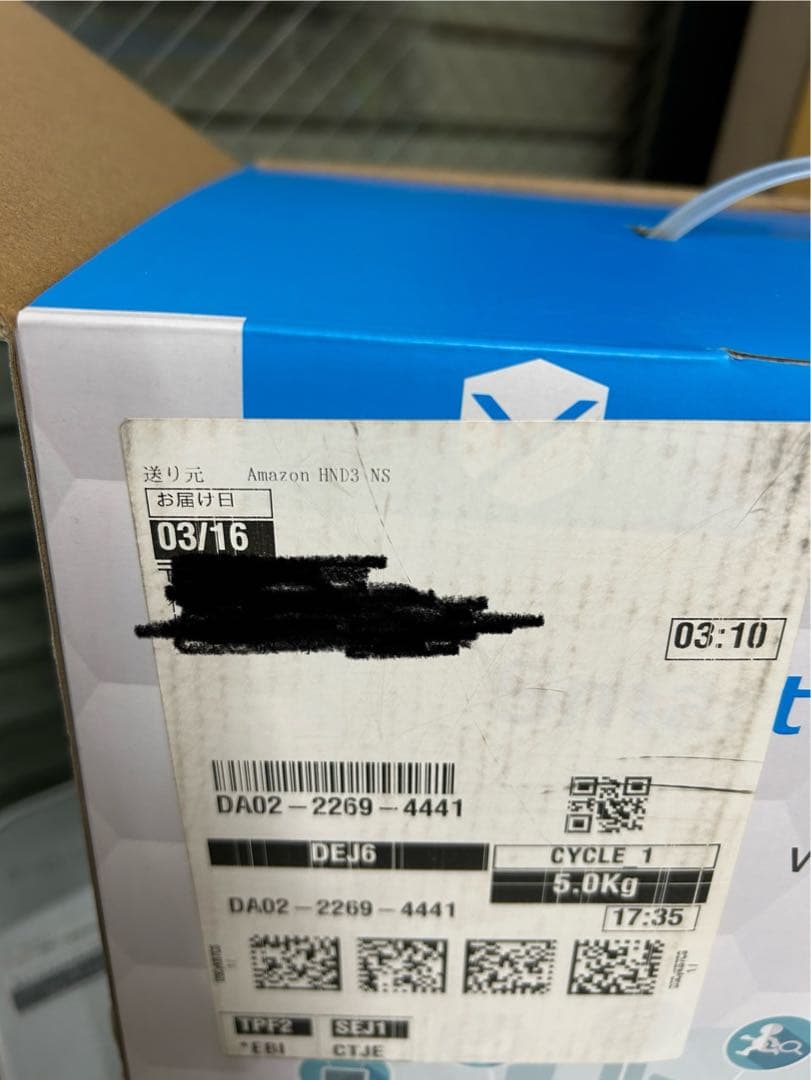 送り元 Amazon HND3 NS
お届け日
03/16
〒
03:10
DA02-2269-4441
DEJ6
CYCLE_1
5.0Kg
DA02-2269-4441
17:35
TPF2 SEJ1
*EBI CTJE